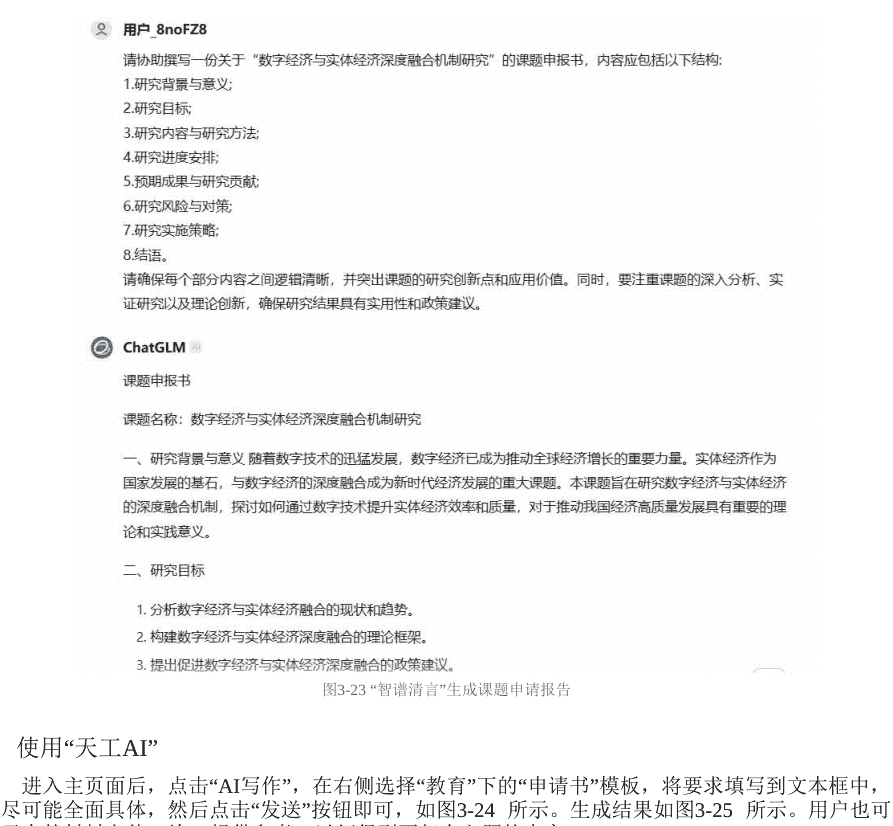 用户_8noFZ8
请协助撰写一份关于“数字经济与实体经济深度融合机制研究”的课题申报书，内容应包括以下结构:
1.研究背景与意义;
2.研究目标;
3.研究内容与研究方法;
4.研究进度安排;
5.预期成果与研究贡献;
6.研究风险与对策;
7.研究实施策略;
8.结语。
请确保每个部分内容之间逻辑清晰，并突出课题的研究创新点和应用价值。同时，要注重课题的深入分析、实
证研究以及理论创新，确保研究结果具有实用性和政策建议。
ChatGLM AI
课题申报书
课题名称：数字经济与实体经济深度融合机制研究
一、研究背景与意义 随着数字技术的迅猛发展，数字经济已成为推动全球经济增长的重要力量。实体经济作为
国家发展的基石，与数字经济的深度融合成为新时代经济发展的重大课题。本课题旨在研究数字经济与实体经济
的深度融合机制，探讨如何通过数字技术提升实体经济效率和质量，对于推动我国经济高质量发展具有重要的理
论和实践意义。
二、研究目标
1. 分析数字经济与实体经济融合的现状和趋势。
2. 构建数字经济与实体经济深度融合的理论框架。
3. 提出促进数字经济与实体经济深度融合的政策建议。
图3-23 “智谱清言”生成课题申请报告
使用“天工AI”
进入主页面后，点击“AI写作”，在右侧选择“教育”下的“申请书”模板，将要求填写到文本框中，
尽可能全面具体，然后点击“发送”按钮即可，如图3-24 所示。生成结果如图3-25 所示。用户也可